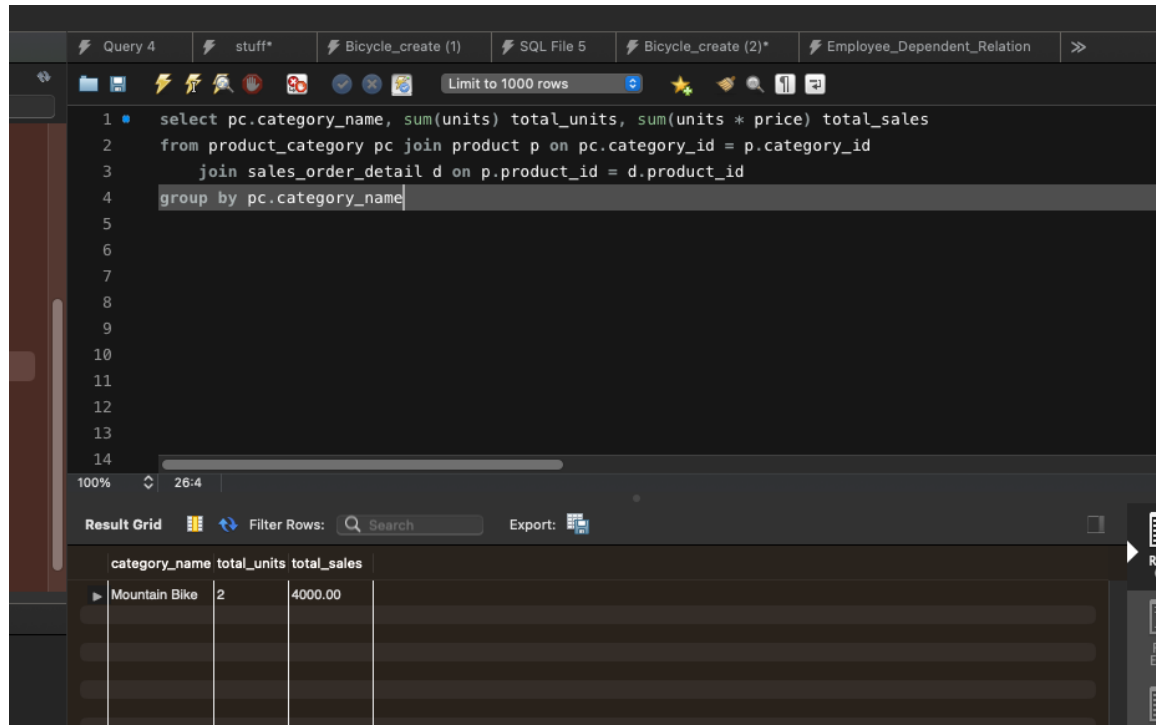 Query 4 stuff* Bicycle_create (1) SQL File 5 Bicycle_create (2)* Employee_Dependent_Relation >>
Limit to 1000 rows
1 select pc.category_name, sum(units) total_units, sum(units * price) total_sales
2 from product_category pc join product p on pc.category_id = p.category_id
3 join sales_order_detail d on p.product_id = d.product_id
4 group by pc.category_name
5
6
7
8
9
10
11
12
13
14
100% 26:4
Result Grid Filter Rows: Search Export:
category_name total_units total_sales
Mountain Bike 2 4000.00